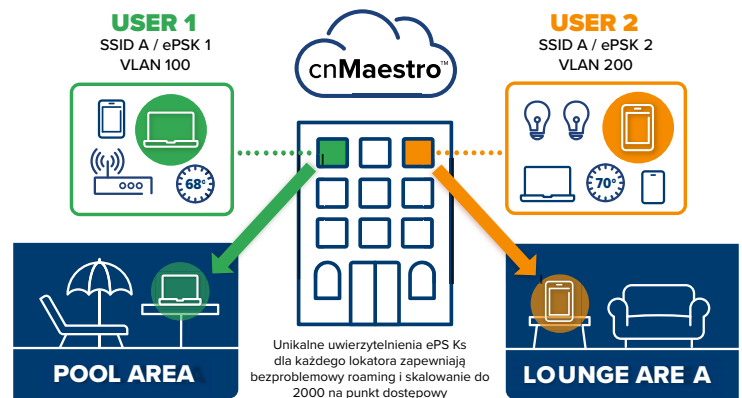 USER 1
SSID A / ePSK 1
VLAN 100
cnMaestro™
USER 2
SSID A / ePSK 2
VLAN 200
68°
70°
POOL AREA
Unikalne uwierzytelnienia ePS Ks
dla każdego lokatora zapewniają
bezproblemowy roaming i skalowanie do
2000 na punkt dostępowy
LOUNGE ARE A